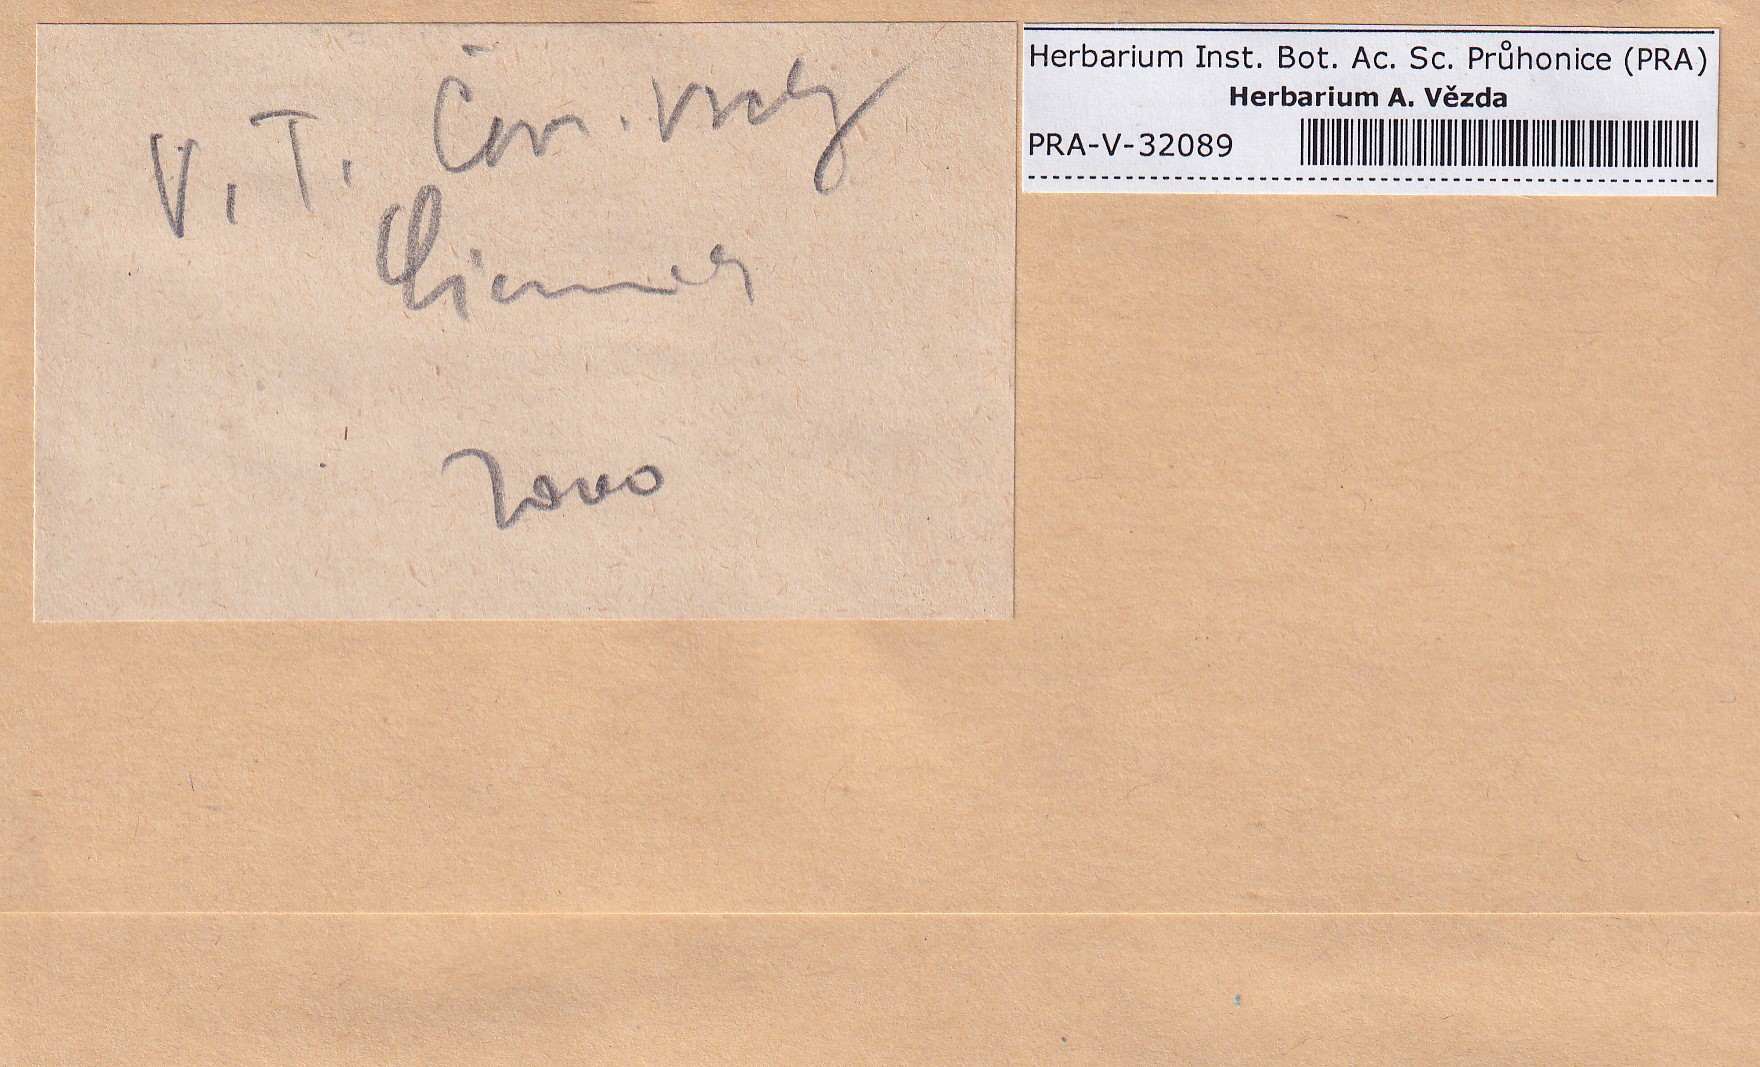 V. T. Čer. vrchy
2000
Herbarium Inst. Bot. Ac. Sc. Průhonice (PRA)
Herbarium A. Vězda
PRA-V-32089